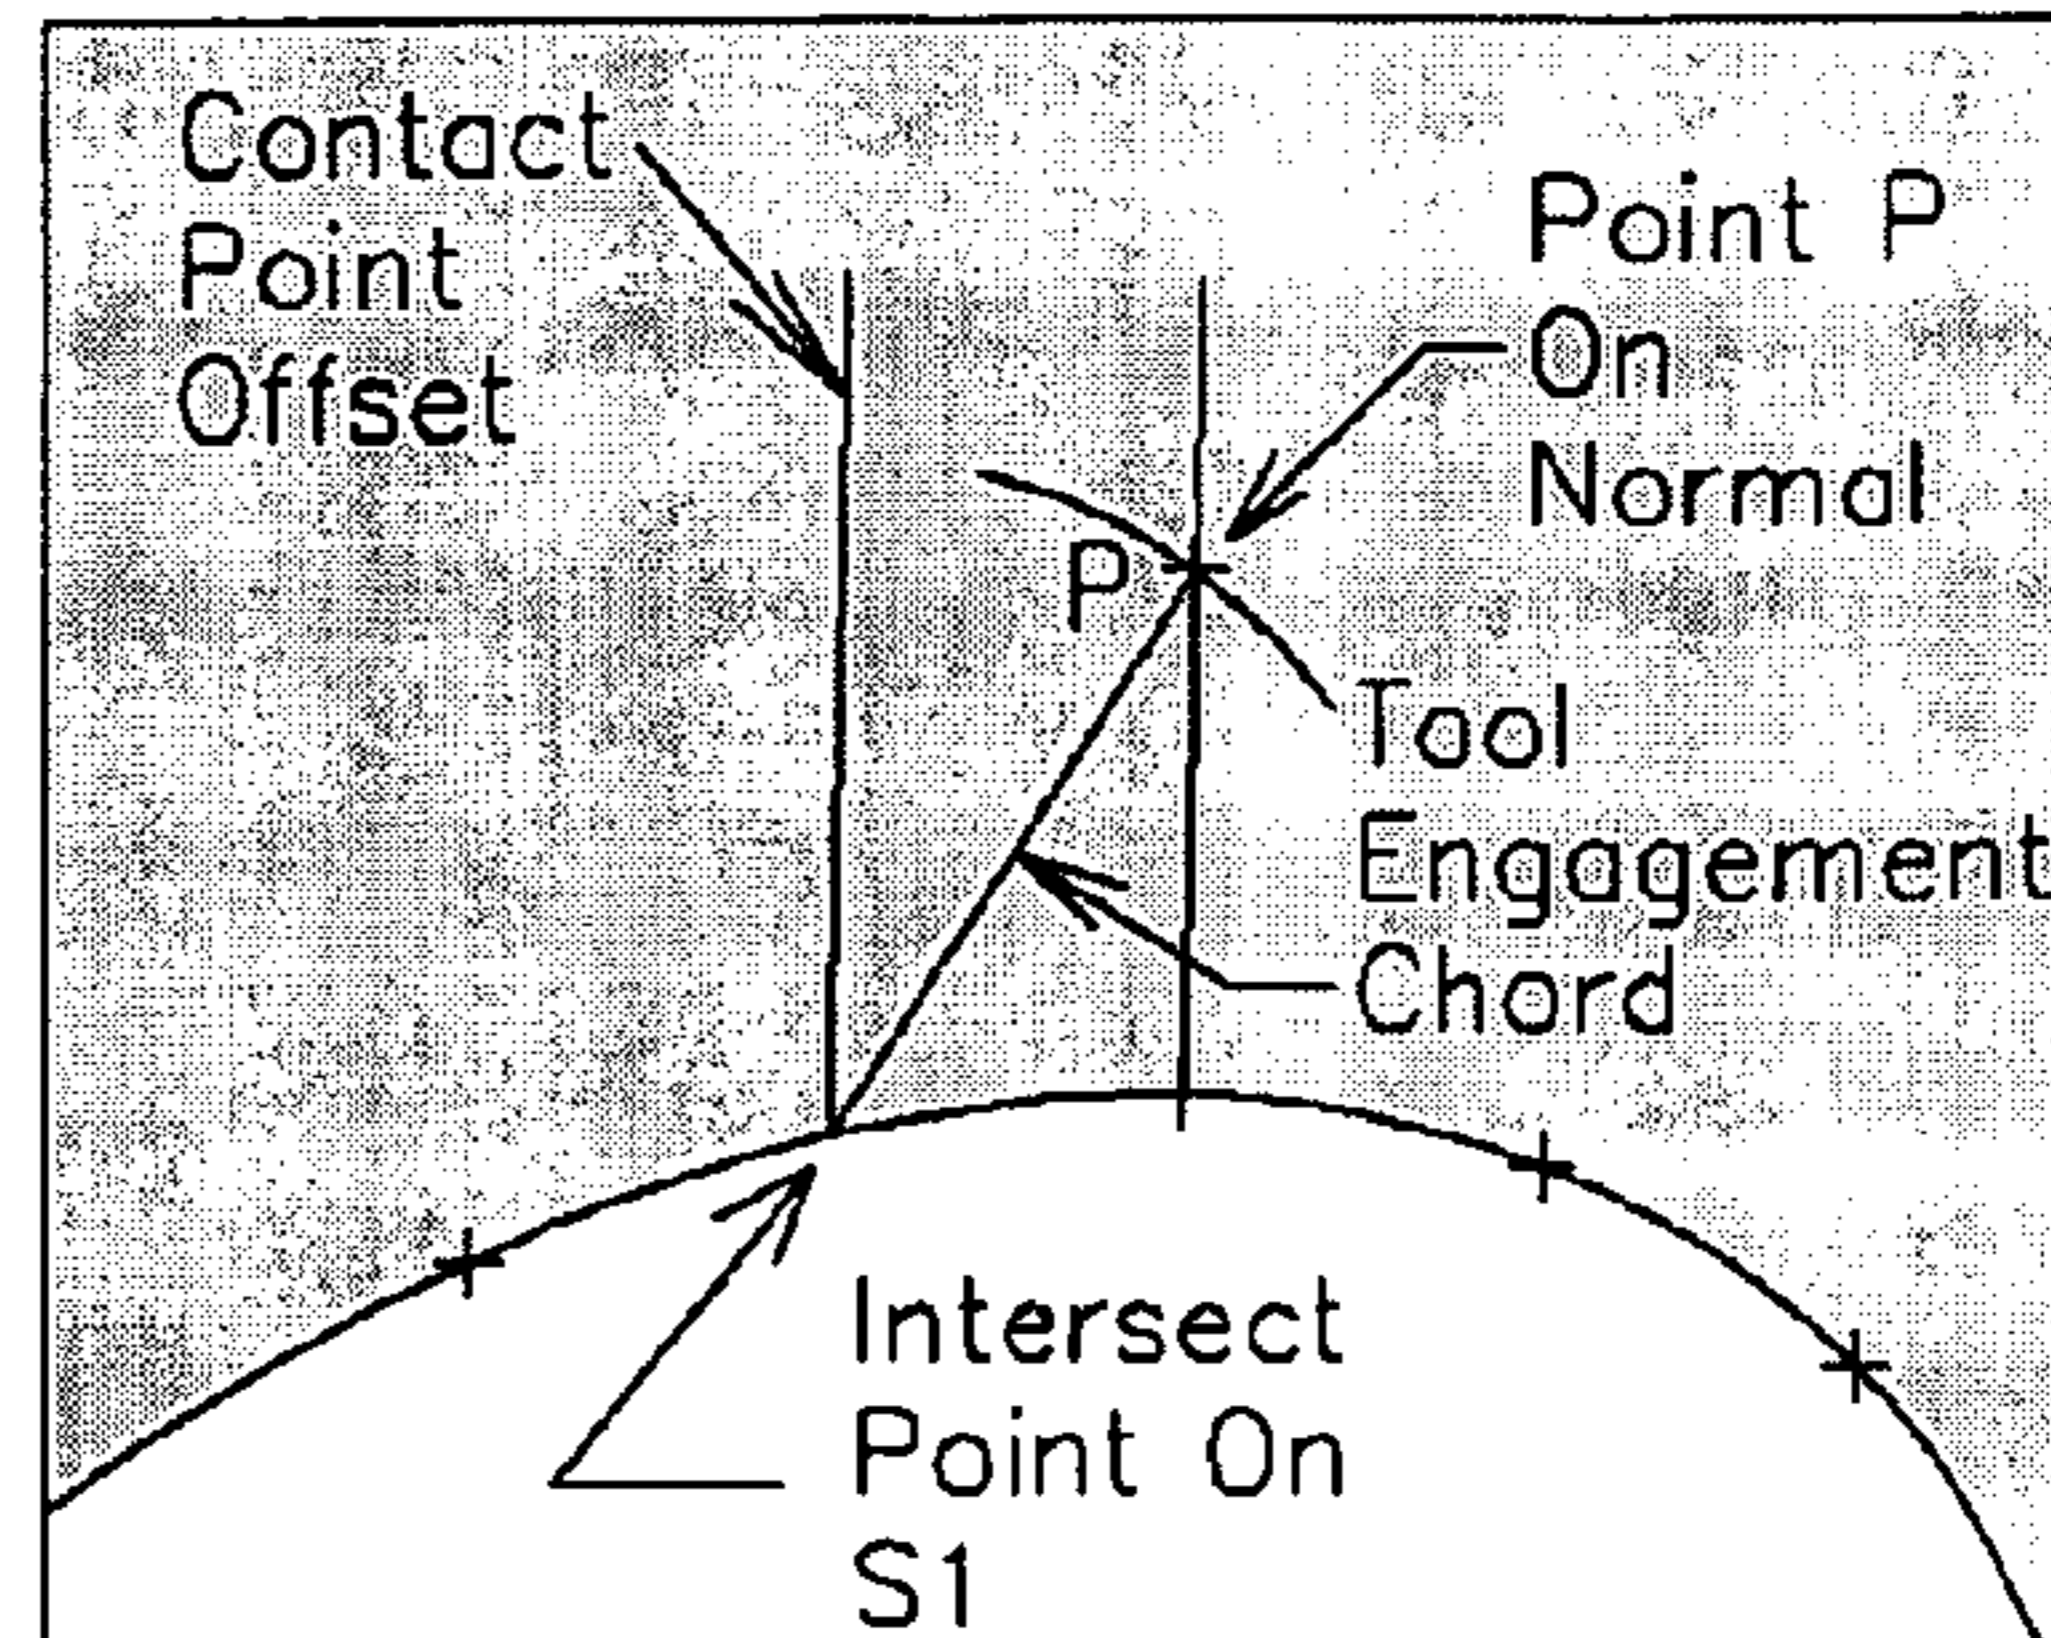 Contact
Point
Offset
Point P
On
Normal
P
Tool
Engagement
Chord
Intersect
Point On
S1